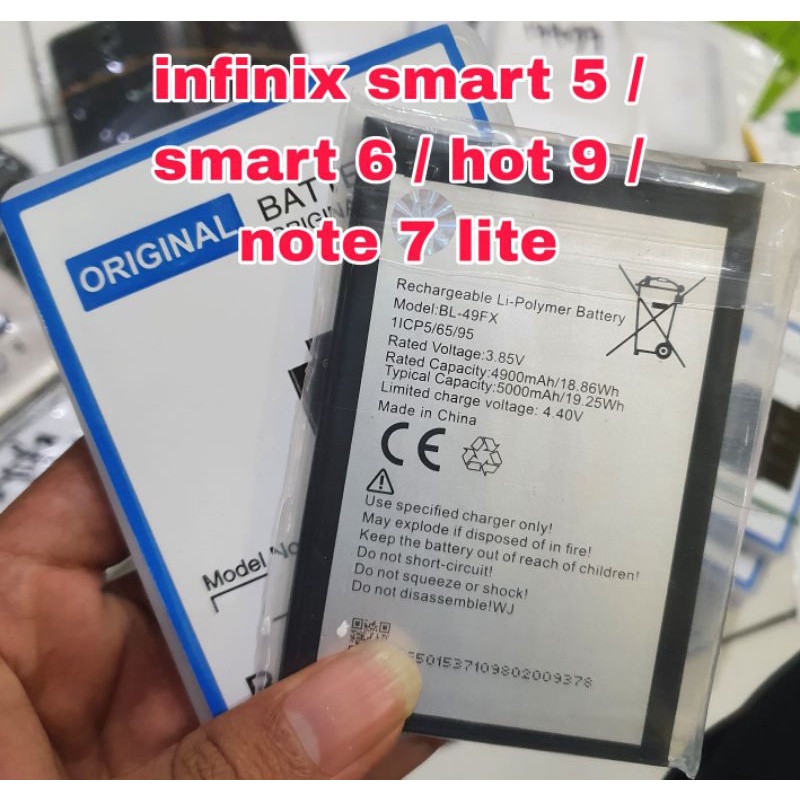 infinix smart 5 /
smart 6 / hot 9 /
note 7 lite
ORIGINAL
Model No
Rechargeable Li-Polymer Battery
Model:BL-49FX
1ICP5/65/95
Rated Voltage:3.85V
Rated Capacity:4900mAh/18.86Wh
Typical Capacity:5000mAh/19.25Wh
Limited charge voltage: 4.40V
Made in China
CE
Use specified charger only!
May explode if disposed of in fire!
Keep the battery out of reach of children!
Do not short-circuit!
Do not squeeze or shock!
Do not disassemble!WJ
5501537109802009378